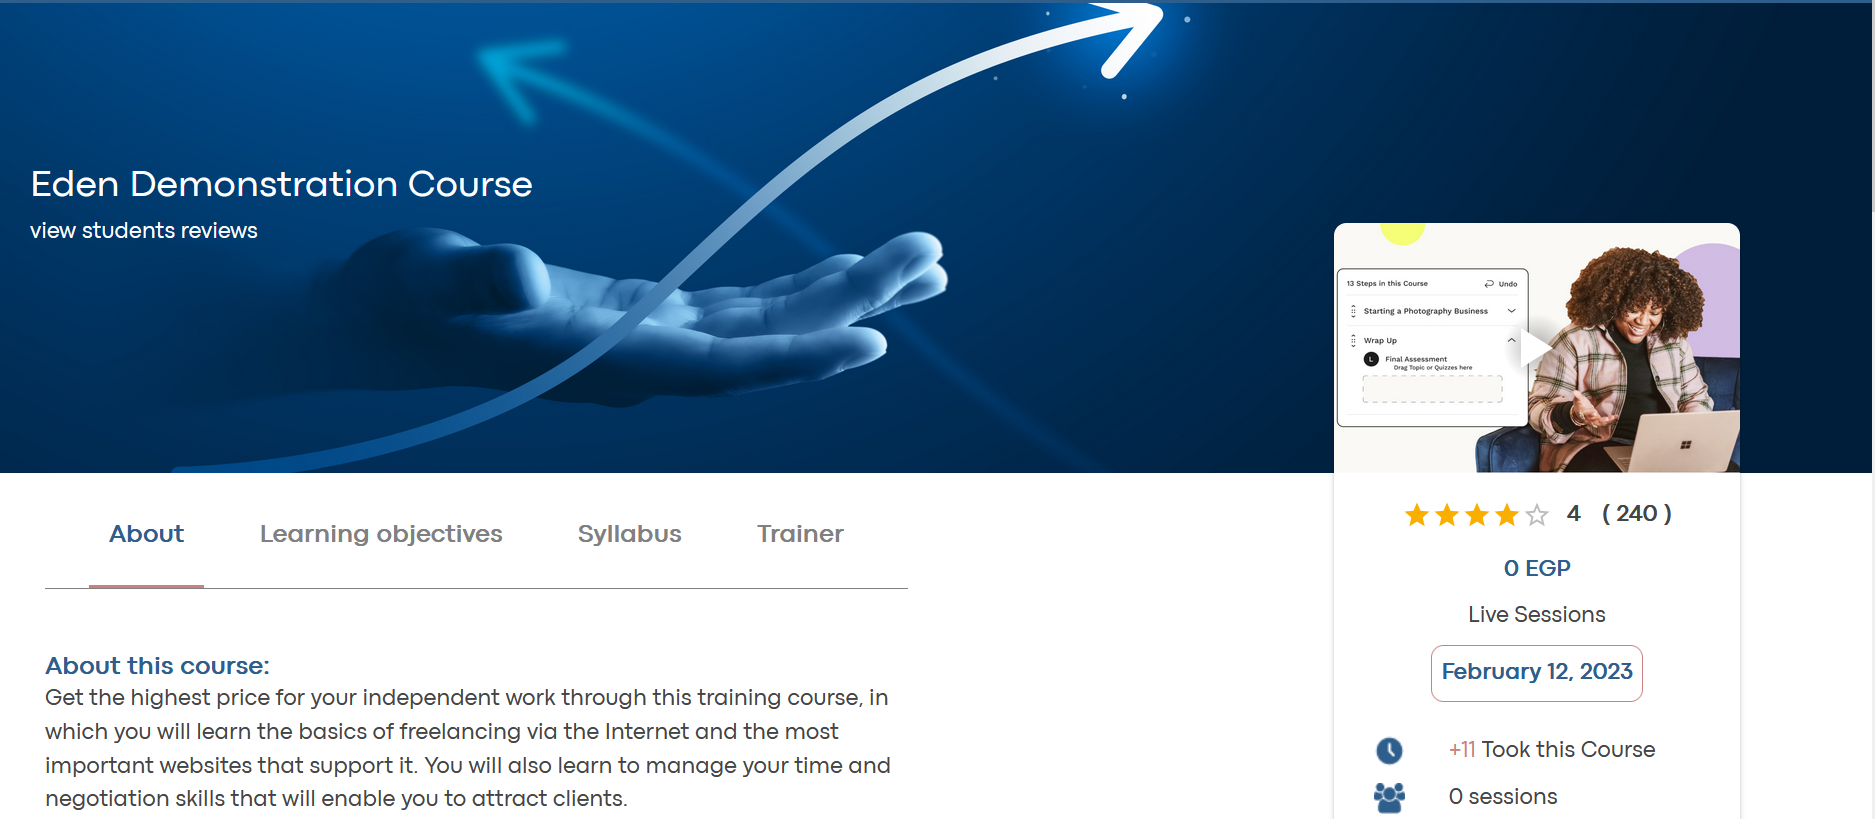 Eden Demonstration Course
view students reviews
13 Steps in this Course
Undo
Starting a Photography Business
Wrap Up
L
Final Assessment
Drag Topic or Quizzes here
4 ( 240 )
0 EGP
Live Sessions
February 12, 2023
+11 Took this Course
0 sessions
About
Learning objectives
Syllabus
Trainer
About this course:
Get the highest price for your independent work through this training course, in
which you will learn the basics of freelancing via the Internet and the most
important websites that support it. You will also learn to manage your time and
negotiation skills that will enable you to attract clients.